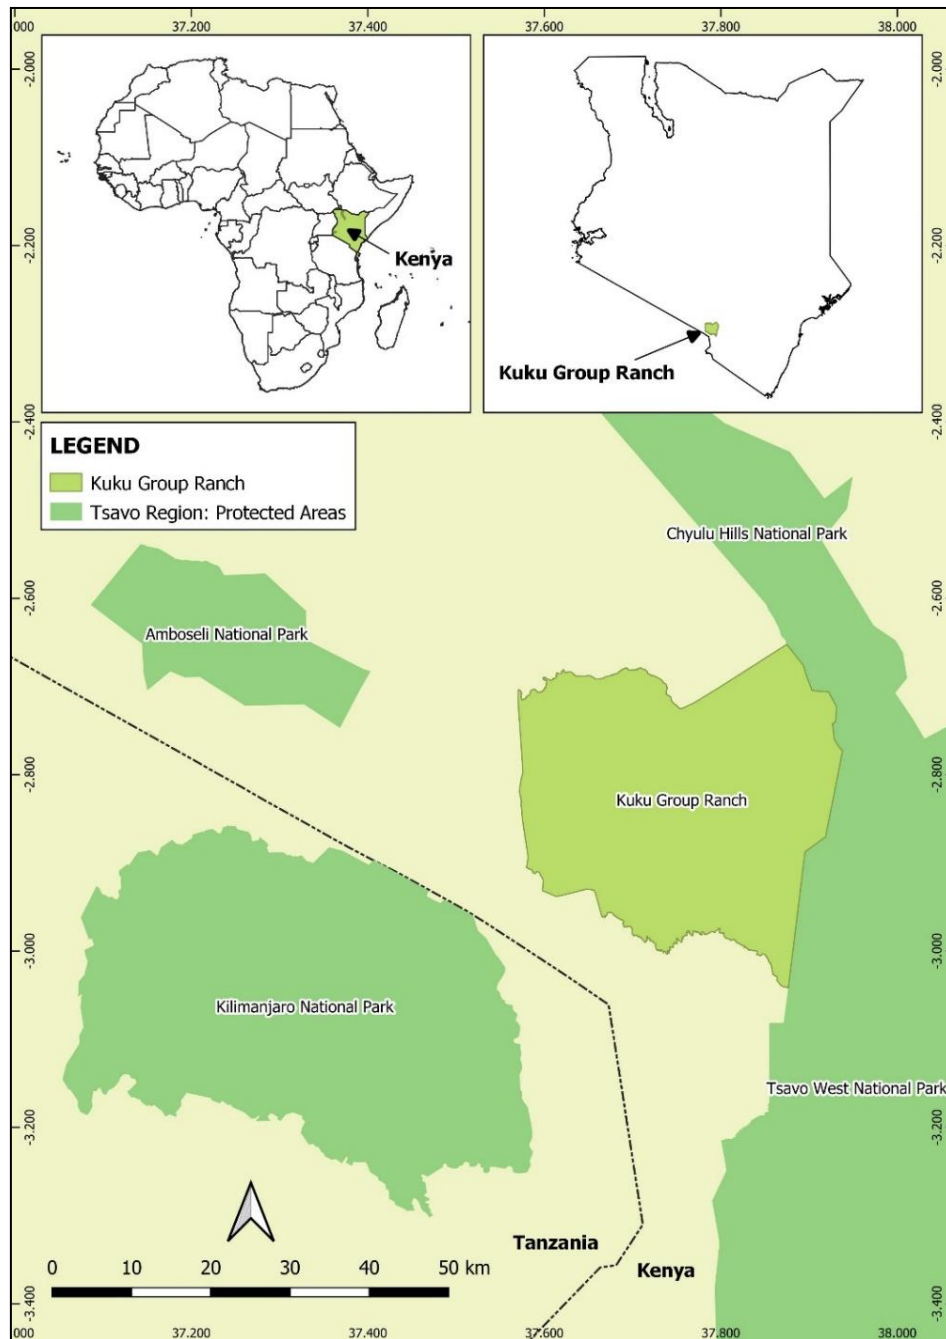 000
37.200
37.400
37.600
37.800
38.000
-2.000
-2.000
Kenya
Kuku Group Ranch
-2.200
-2.200
-2.400
-2.400
LEGEND
Kuku Group Ranch
Tsavo Region: Protected Areas
Chyulu Hills National Park
-2.600
-2.600
Amboseli National Park
-2.800
-2.800
Kuku Group Ranch
-3.000
-3.000
Kilimanjaro National Park
Tsavo West National Park
-3.200
-3.200
Tanzania
Kenya
0 10 20 30 40 50 km
-3.400
-3.400
000
37.200
37.400
37.600
37.800
38.000